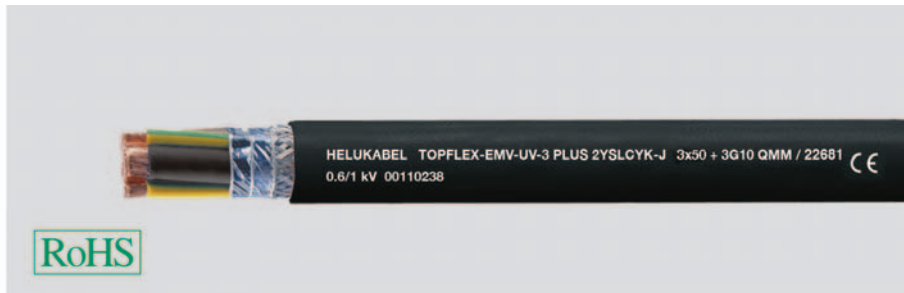 HELUKABEL TOPFLEX-EMV-UV-3 PLUS 2YSLCYK-J 3x50 + 3G10 QMM / 22681 CE
0.6/1 kV 00110238
RoHS